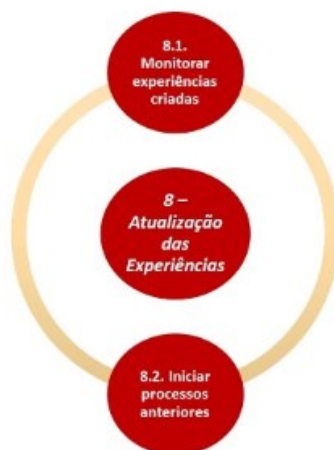 8.1.
Monitorar
experiências
criadas
8 –
Atualização
das
Experiências
8.2. Iniciar
processos
anteriores